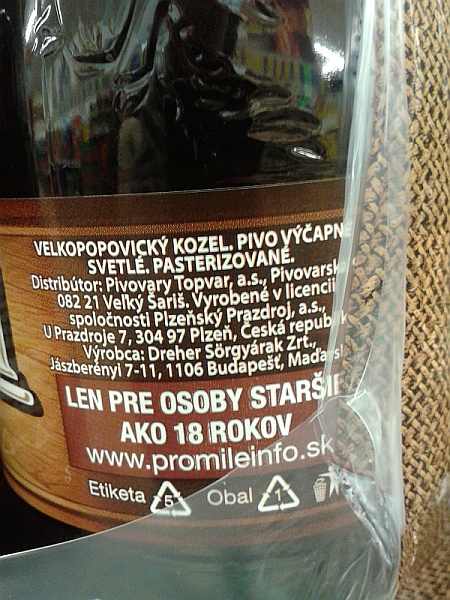 VELKOPOPOVICKÝ KOZEL. PIVO VÝČAPNÉ
SVETLÉ. PASTERIZOVANÉ.
Distribútor: Pivovary Topvar, a.s., Pivovarsk
082 21 Veľký Šariš. Vyrobené v licencii
spoločnosti Plzeňský Prazdroj, a.s.,
U Prazdroje 7, 304 97 Plzeň, Česká republik
Výrobca: Dreher Sörgyárak Zrt.,
Jászberényi 7-11, 1106 Budapešť, Maďars
LEN PRE OSOBY STARŠIE
AKO 18 ROKOV
www.promileinfo.sk
Etiketa 5 Obal 1